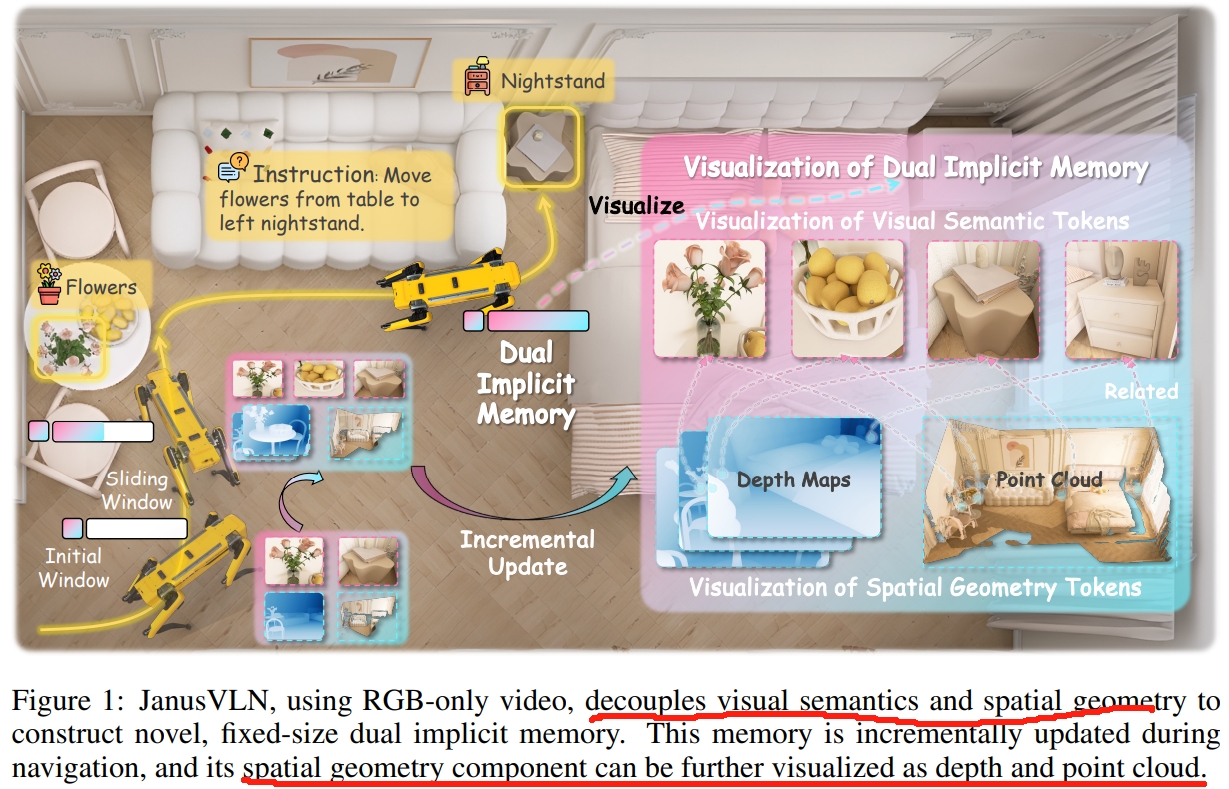 Nightstand
Instruction: Move
flowers from table to
left nightstand.
Flowers
Visualize
Visualization of Dual Implicit Memory
Visualization of Visual Semantic Tokens
Dual
Implicit
Memory
Related
Sliding
Window
Initial
Window
Incremental
Update
Depth Maps
Point Cloud
Visualization of Spatial Geometry Tokens
Figure 1: JanusVLN, using RGB-only video, decouples visual semantics and spatial geometry to
construct novel, fixed-size dual implicit memory. This memory is incrementally updated during
navigation, and its spatial geometry component can be further visualized as depth and point cloud.